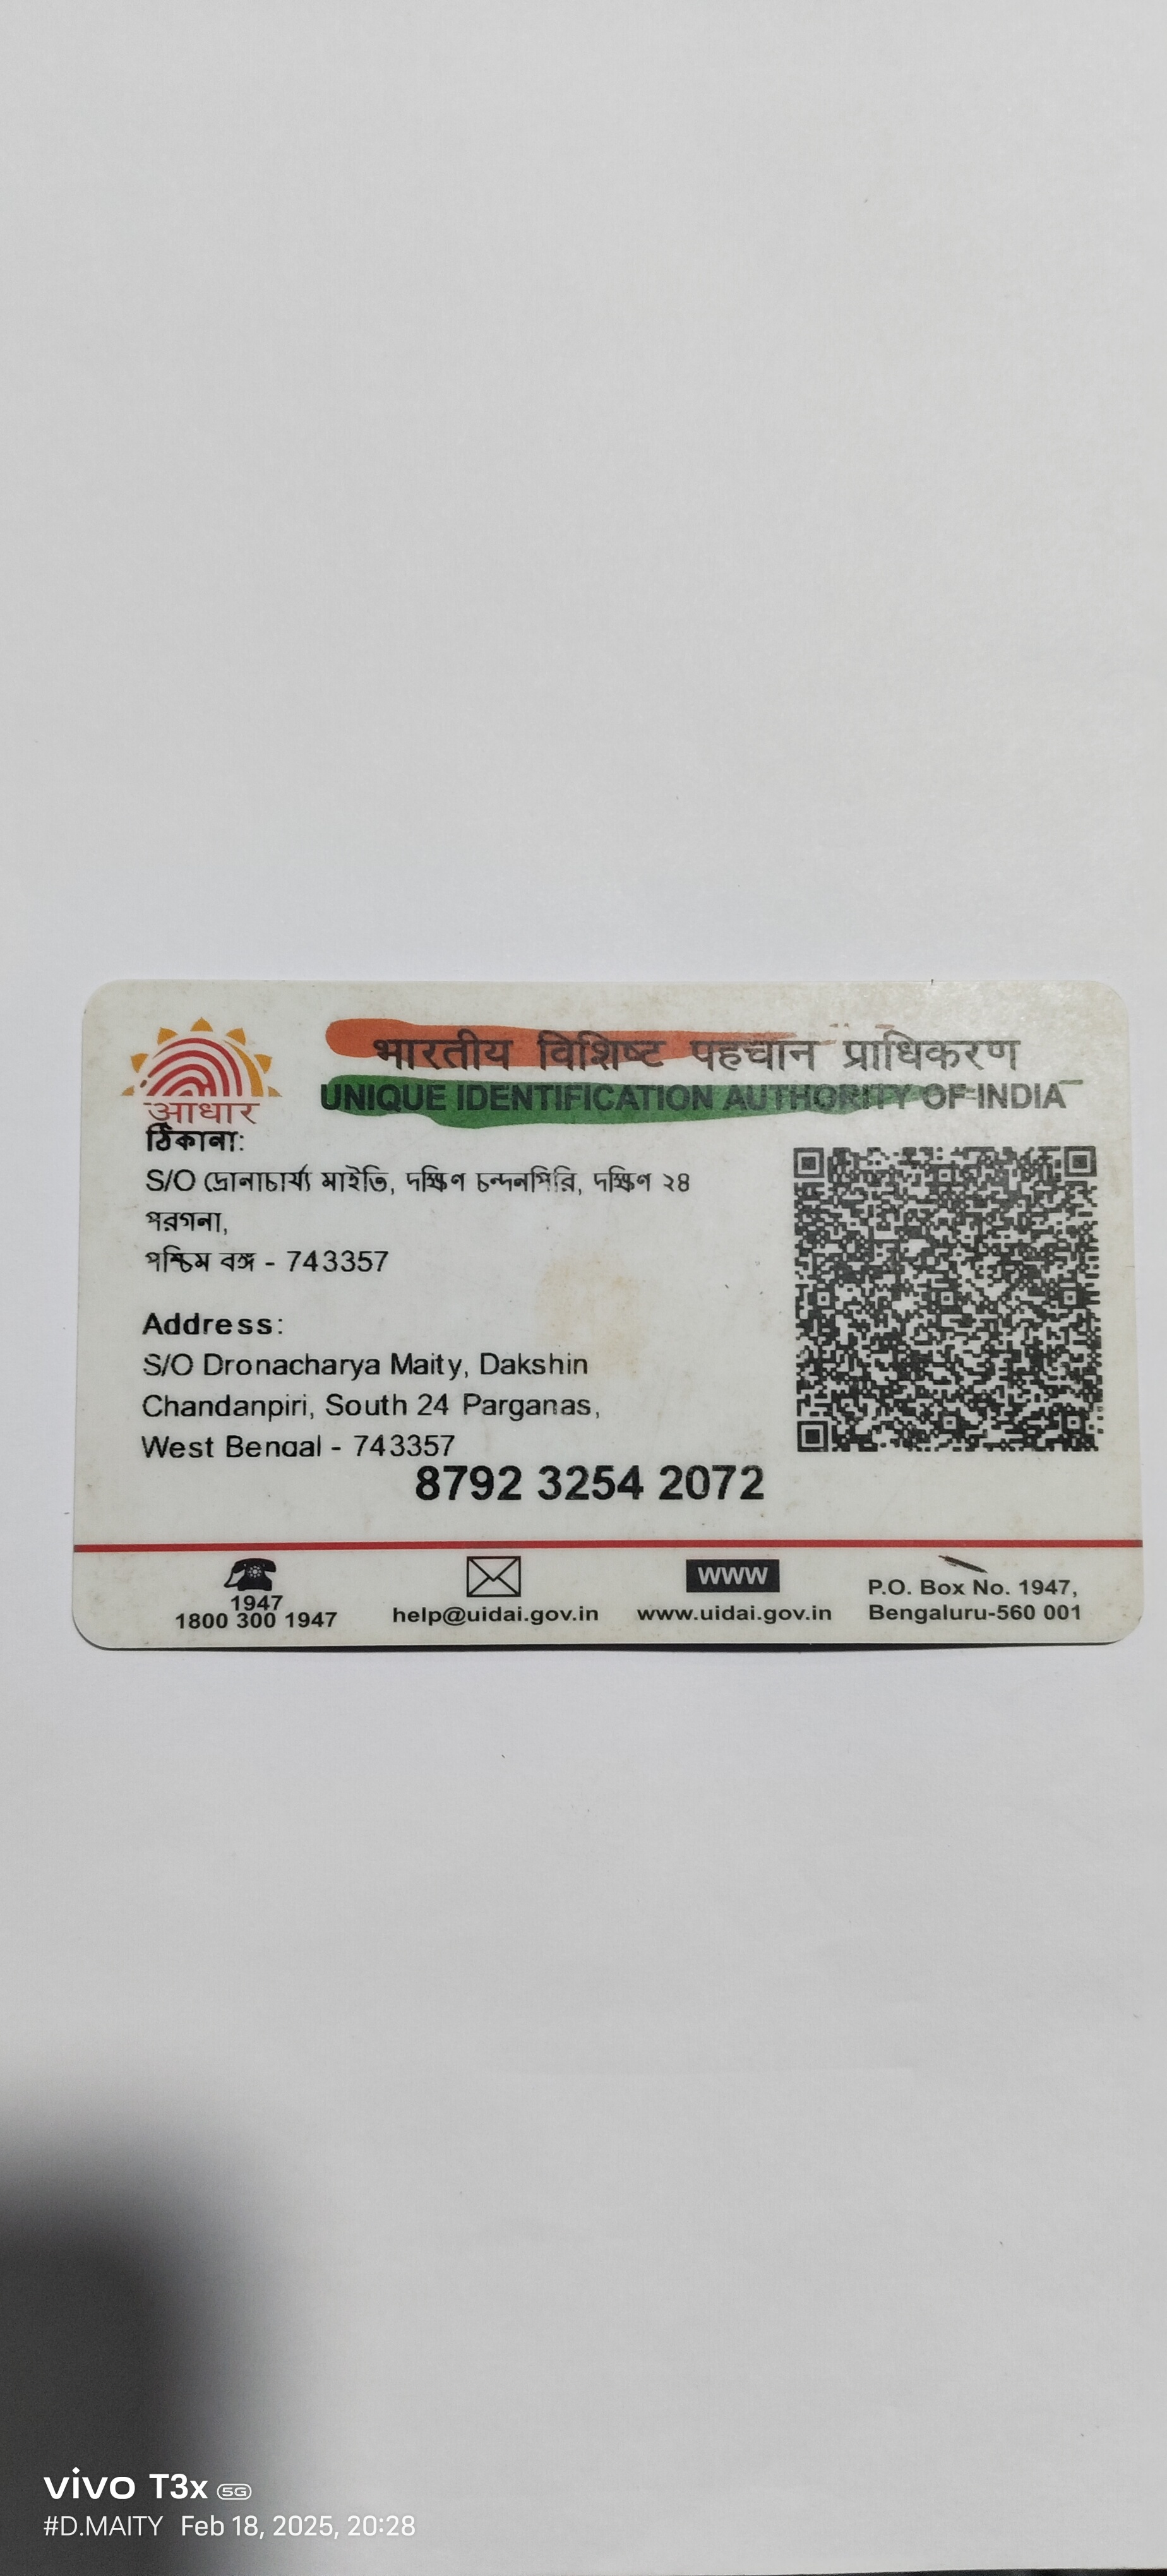 भारतीय विशिष्ट पहचान प्राधिकरण
UNIQUE IDENTIFICATION AUTHORITY OF INDIA
आधार
ঠিকানা:
S/O দ্রোনাচার্য্য মাইতি, দক্ষিণ চন্দনপিরি, দক্ষিণ ২৪
পরগনা,
পশ্চিম বঙ্গ - 743357
Address:
S/O Dronacharya Maity, Dakshin
Chandanpiri, South 24 Parganas,
West Bengal - 743357
8792 3254 2072
1947
1800 300 1947
help@uidai.gov.in
WWW
www.uidai.gov.in
P.O. Box No. 1947,
Bengaluru-560 001
vivo T3x 5G
#D.MAITY Feb 18, 2025, 20:28